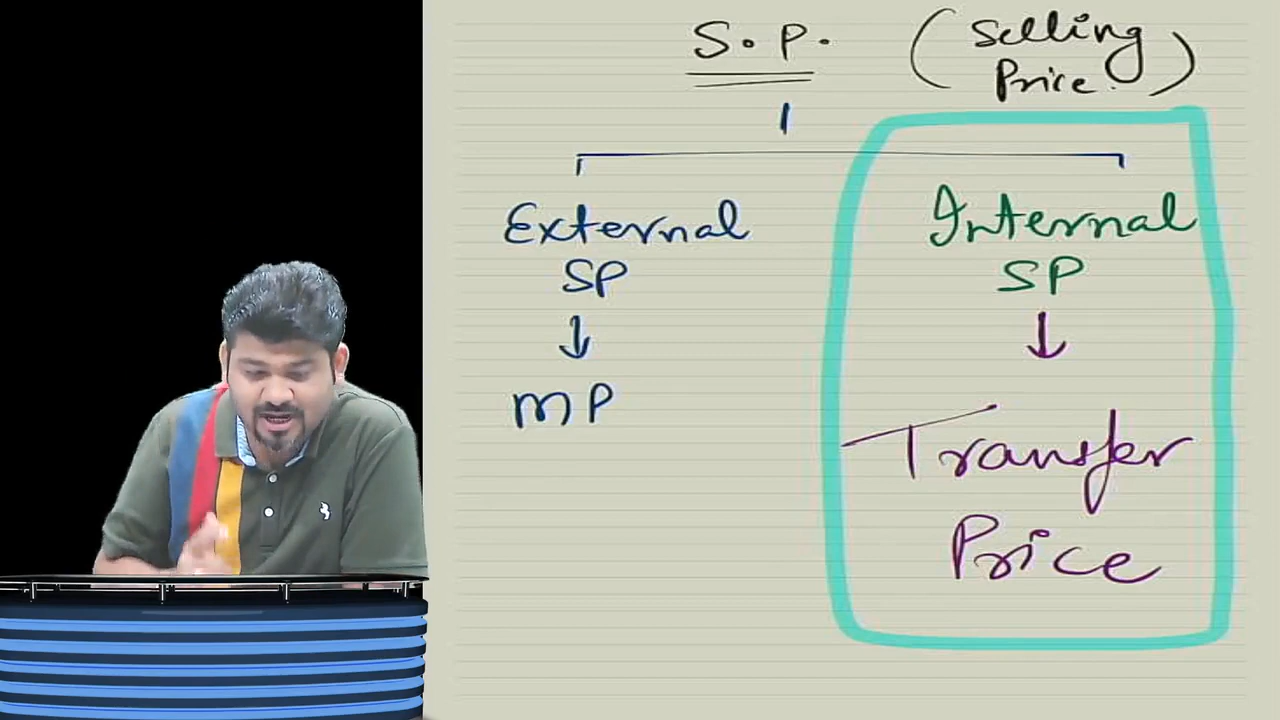 S.P. (Selling Price.)
External SP
↓
MP
Internal SP
↓
Transfer Price